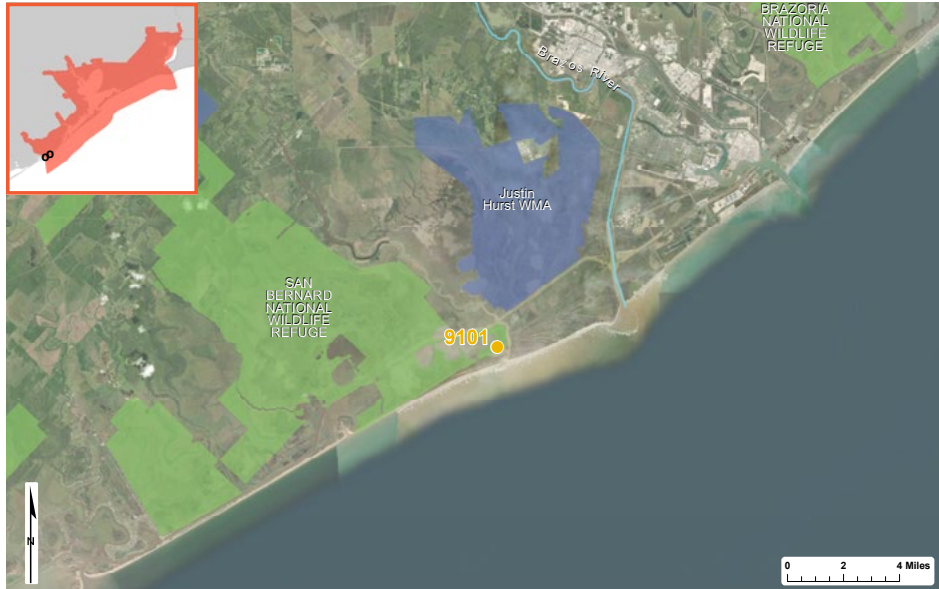 BRAZORIA
NATIONAL
WILDLIFE
REFUGE
Brazos River
Justin
Hurst WMA
SAN
BERNARD
NATIONAL
WILDLIFE
REFUGE
9101
N
0 2 4 Miles